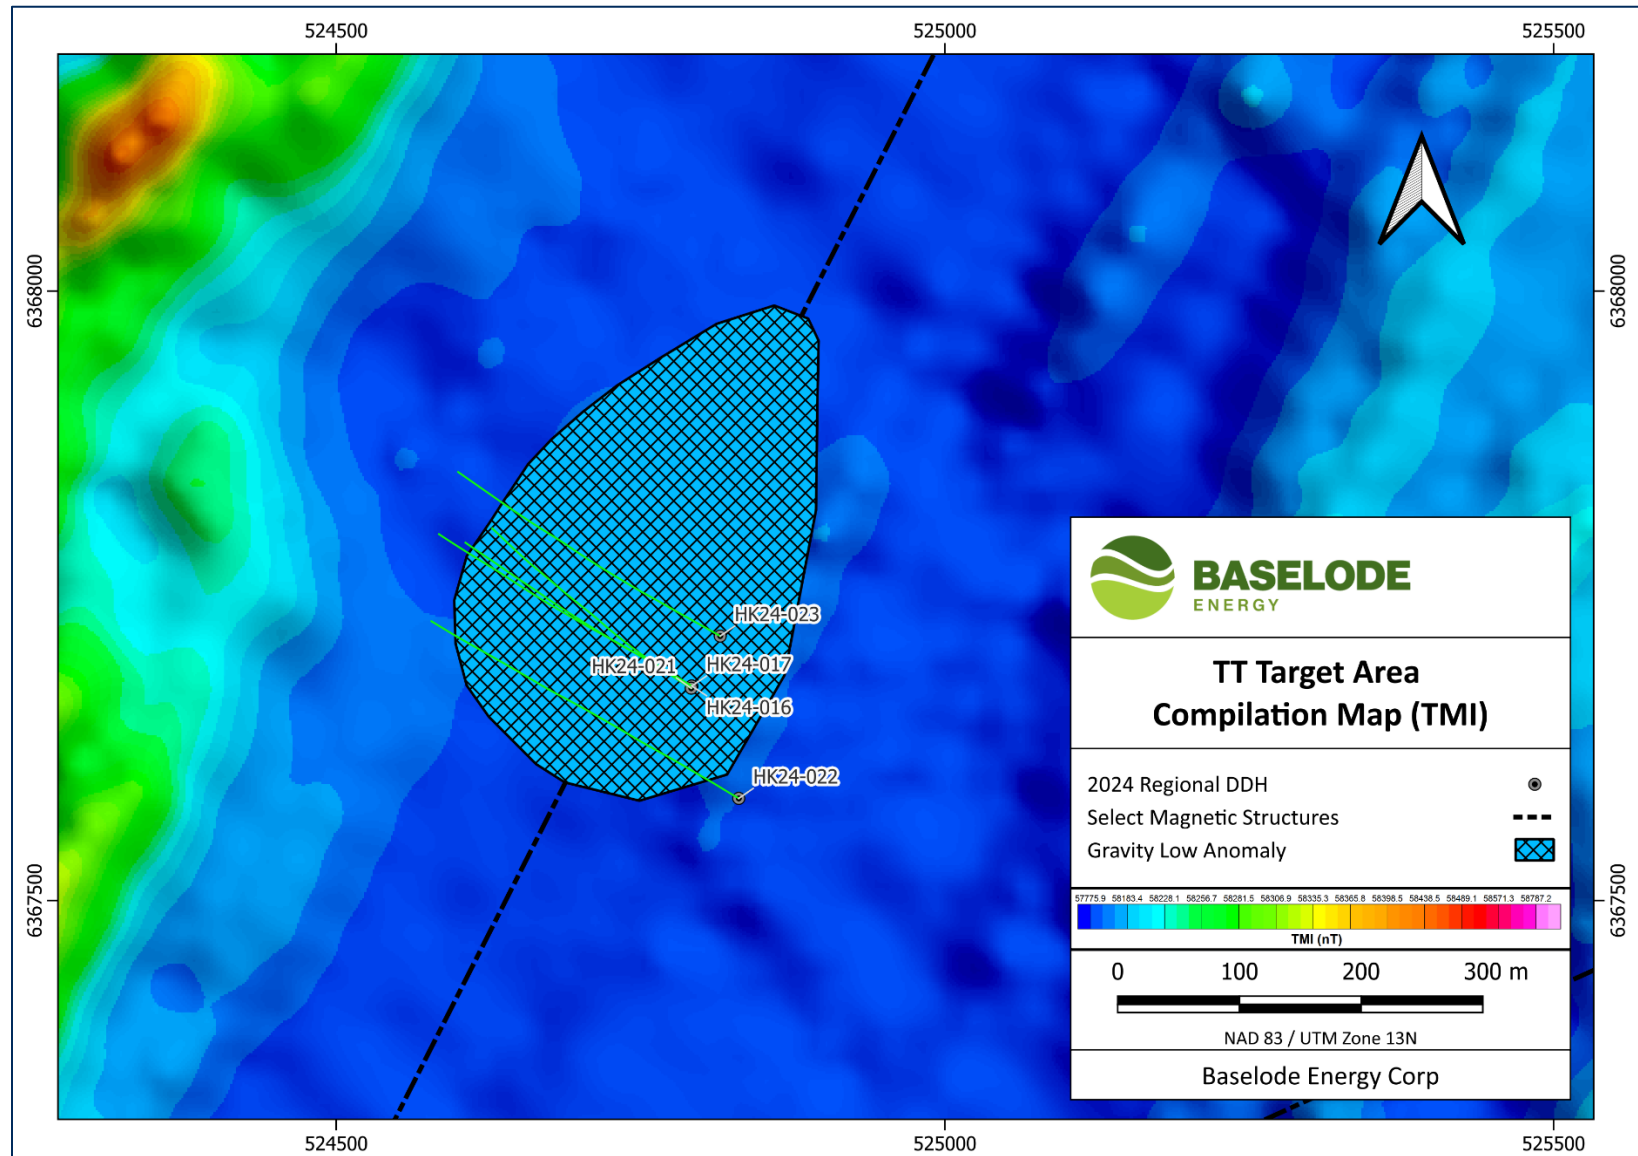 524500
525000
525500
6368000
6368000
HK24-023
HK24-021
HK24-017
HK24-016
HK24-022
6367500
6367500
BASELODE
ENERGY
TT Target Area
Compilation Map (TMI)
2024 Regional DDH
Select Magnetic Structures
Gravity Low Anomaly
57775.9 58183.4 58228.1 58256.7 58281.5 58306.9 58335.3 58365.8 58398.5 58438.5 58489.1 58571.3 58787.2
TMI (nT)
0 100 200 300 m
NAD 83 / UTM Zone 13N
Baselode Energy Corp
524500
525000
525500